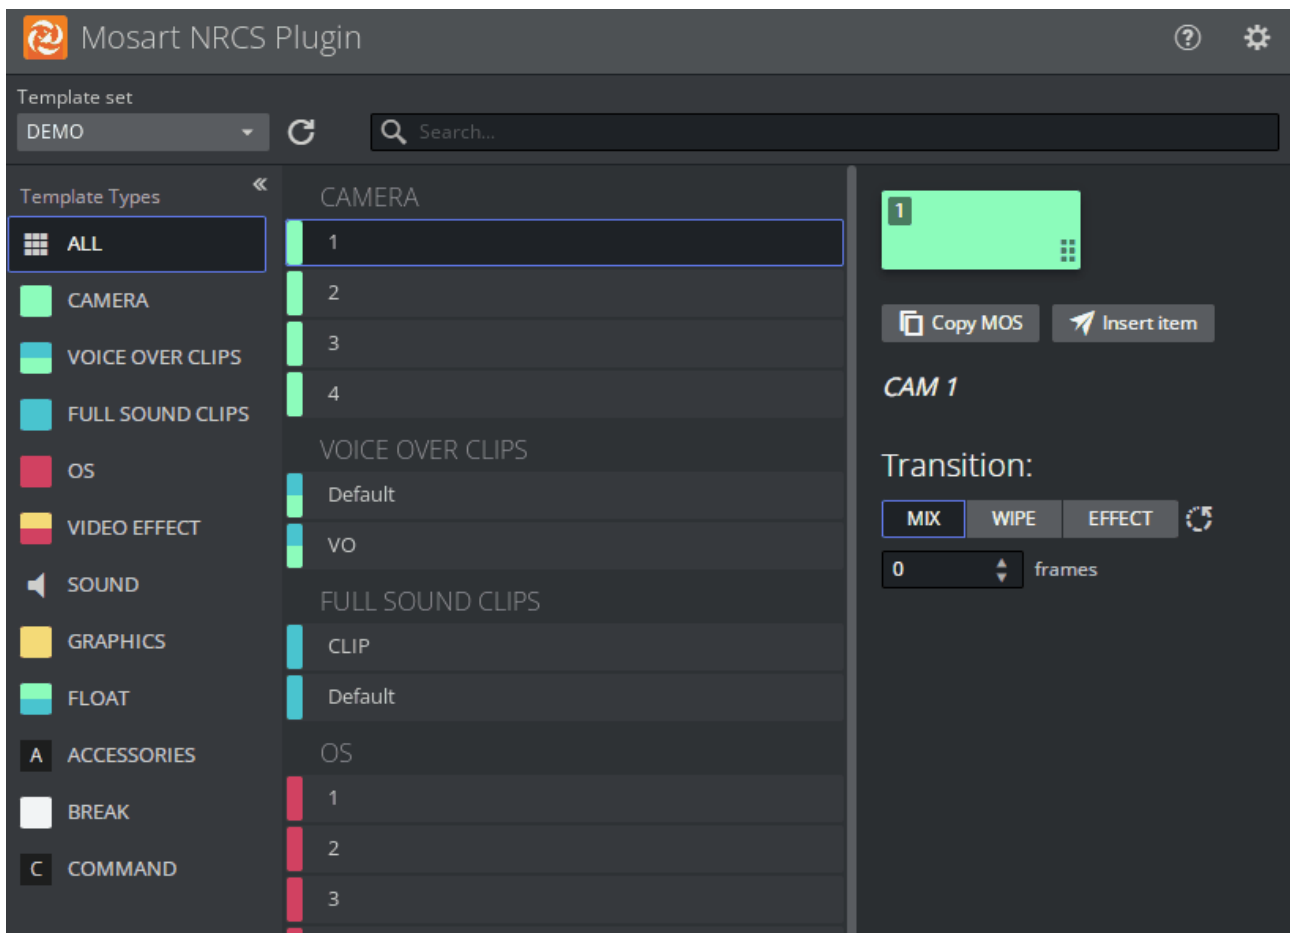 Mosart NRCS Plugin
Template set
DEMO
Search...
Template Types
ALL
CAMERA
VOICE OVER CLIPS
FULL SOUND CLIPS
OS
VIDEO EFFECT
SOUND
GRAPHICS
FLOAT
A ACCESSORIES
BREAK
C COMMAND
CAMERA
1
2
3
4
VOICE OVER CLIPS
Default
VO
FULL SOUND CLIPS
CLIP
Default
OS
1
2
3
1
Copy MOS Insert item
CAM 1
Transition:
MIX WIPE EFFECT
0 frames